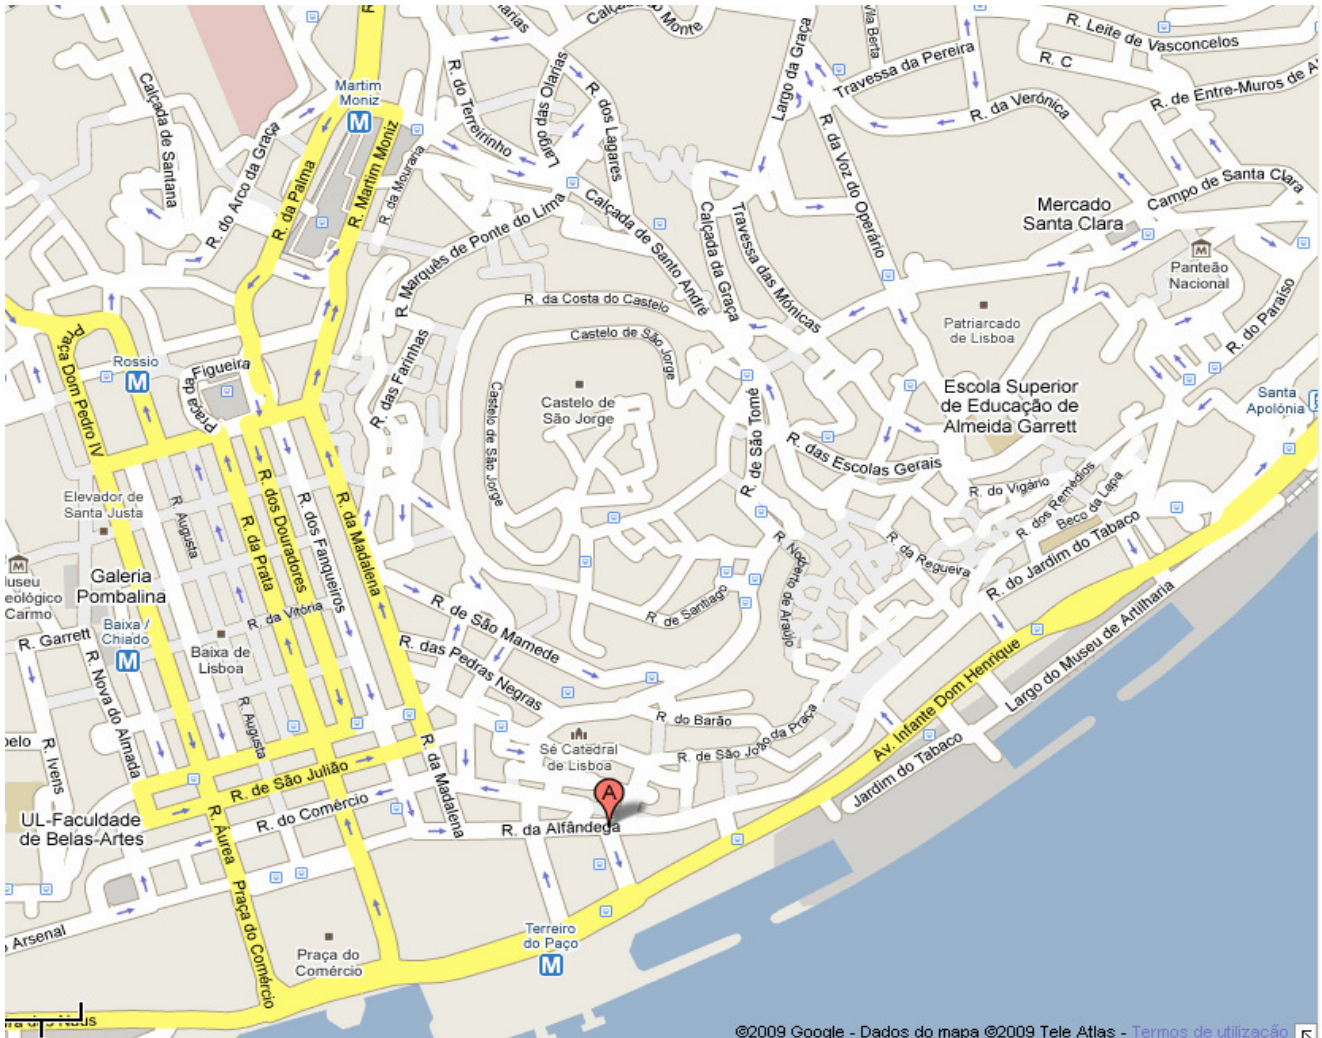 Calçada do Monte
Largo da Graça
Vila Berta
R. Leite de Vasconcelos
R. C
Travessa da Pereira
R. de Entre-Muros de
R. da Verónica
Calçada de Santana
Martim
Moniz
M
R. do Terreirinho
Largo das Olarias
R. dos Lagares
R. do Arco da Graça
R. da Palma
R. Martim Moniz
R. da Mouraria
R. Marquês de Ponte do Lima
Calçada de Santo André
Calçada da Graça
Travessa das Mónicas
R. da Voz do Operário
Mercado
Santa Clara
Campo de Santa Clara
Panteão
Nacional
R. do Paraíso
Patriarcado
de Lisboa
R. da Costa do Castelo
Castelo de São Jorge
Castelo de São Jorge
Castelo de
São Jorge
R. das Farinhas
Praça Dom Pedro IV
Rossio
M
Praça da
Figueira
Escola Superior
de Educação de
Almeida Garrett
Santa
Apolónia
R. de São Tomé
R. das Escolas Gerais
R. do Vigário
R. dos Remédios
Beco da Lapa
R. do Jardim do Tabaco
Elevador de
Santa Justa
R. Augusta
R. da Prata
R. dos Douradores
R. dos Fanqueiros
R. da Madalena
R. Norberto de Araújo
R. da Regueira
Galeria
Pombalina
Carmo
R. da Vitória
R. de Santiago
R. de São Mamede
R. das Pedras Negras
R. Garrett
Baixa /
Chiado
M
Baixa de
Lisboa
R. Nova do Almada
R. Augusta
R. Ivens
Largo do Museu de Artilharia
Av. Infante Dom Henrique
R. do Barão
Sé Catedral
de Lisboa
R. de São João da Praça
Jardim do Tabaco
R. da Madalena
R. de São Julião
A
UL-Faculdade
de Belas-Artes
R. do Comércio
R. Áurea
R. da Alfândega
Arsenal
Praça do Comércio
Praça do
Comércio
Terreiro
do Paço
M
©2009 Google - Dados do mapa ©2009 Tele Atlas - Termos de utilização